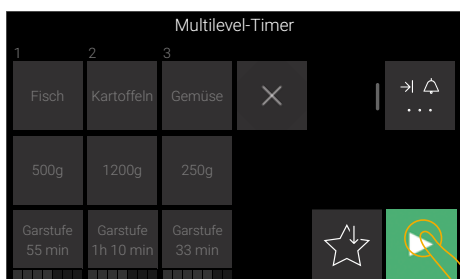 Multilevel-Timer
1 2 3
Fisch Kartoffeln Gemüse
500g 1200g 250g
Garstufe Garstufe Garstufe
55 min 1h 10 min 33 min